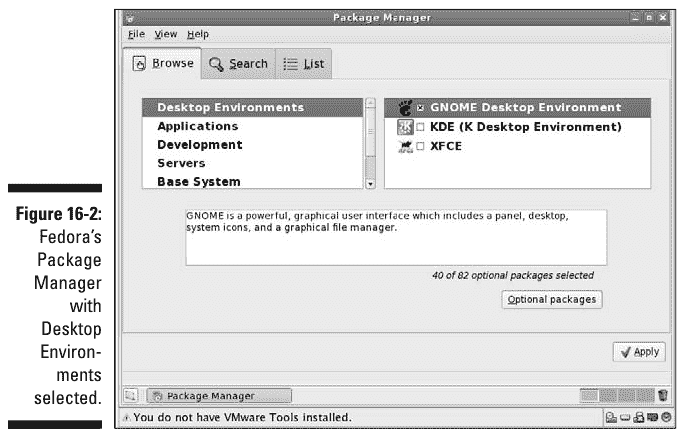 Package Manager
File View Help
Browse Search List
Desktop Environments
Applications
Development
Servers
Base System
GNOME Desktop Environment
KDE (K Desktop Environment)
XFCE
GNOME is a powerful, graphical user interface which includes a panel, desktop,
system icons, and a graphical file manager.
40 of 82 optional packages selected
Optional packages
Apply
Package Manager
You do not have VMware Tools installed.
Figure 16-2:
Fedora's
Package
Manager
with
Desktop
Environ-
ments
selected.